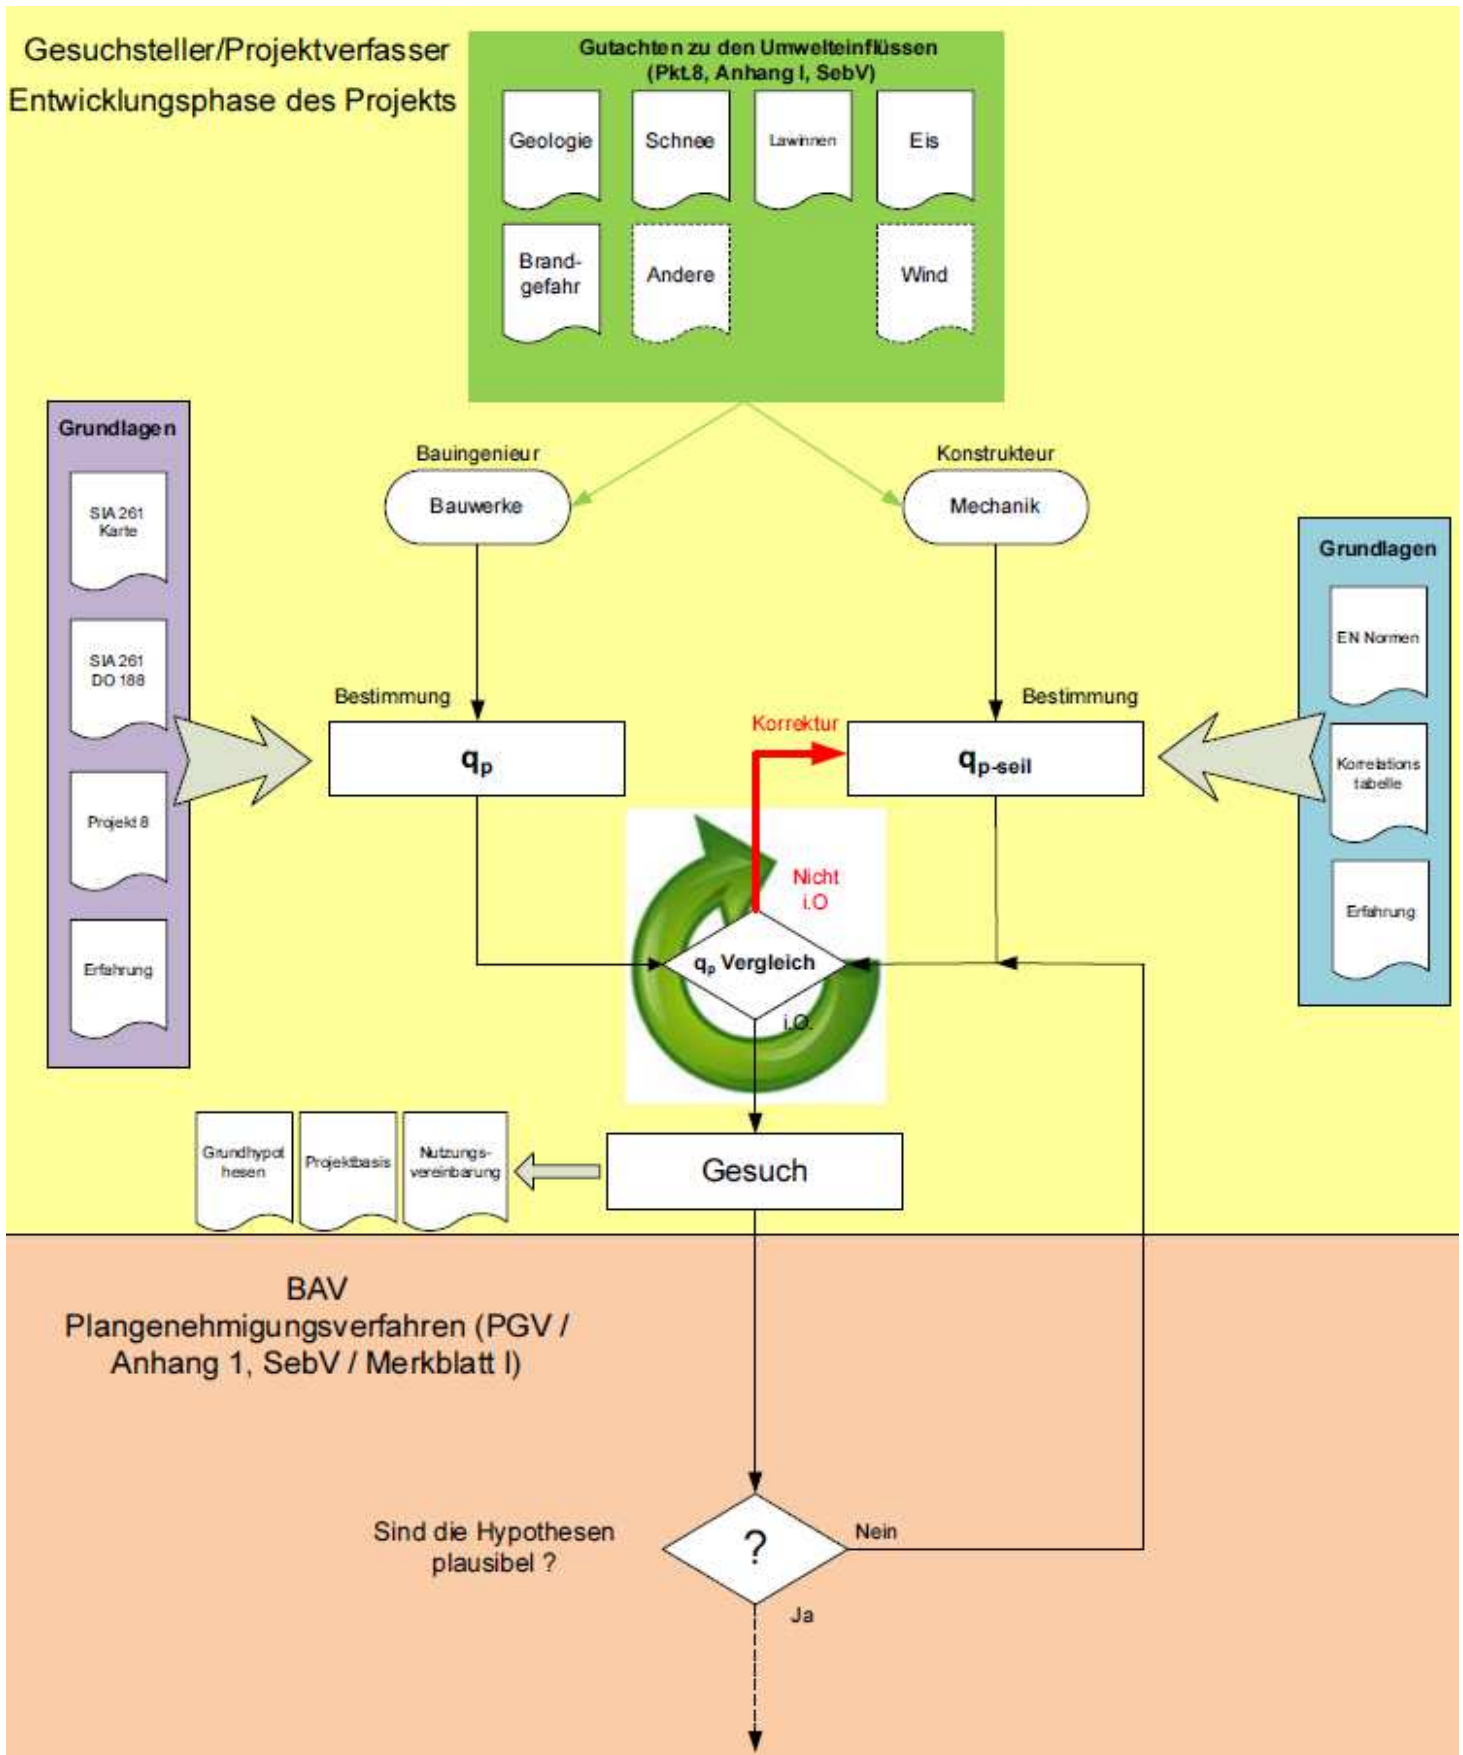 Gesuchsteller/Projektverfasser
Entwicklungsphase des Projekts
Gutachten zu den Umwelteinflüssen
(Pkt.8, Anhang I, SebV)
Geologie
Schnee
Lawinnen
Eis
Brand-
gefahr
Andere
Wind
Grundlagen
SIA 261
Karte
SIA 261
DO 188
Projekt 8
Erfahrung
Bauingenieur
Bauwerke
Konstrukteur
Mechanik
Grundlagen
EN Normen
Korrelations
tabelle
Erfahrung
Bestimmung
qp
Korrektur
Bestimmung
qp-seil
Nicht
i.O
qp Vergleich
i.O.
Grundhypot
hesen
Projektbasis
Nutzungs-
vereinbarung
Gesuch
BAV
Plangenehmigungsverfahren (PGV /
Anhang 1, SebV / Merkblatt I)
Sind die Hypothesen
plausibel ?
?
Nein
Ja